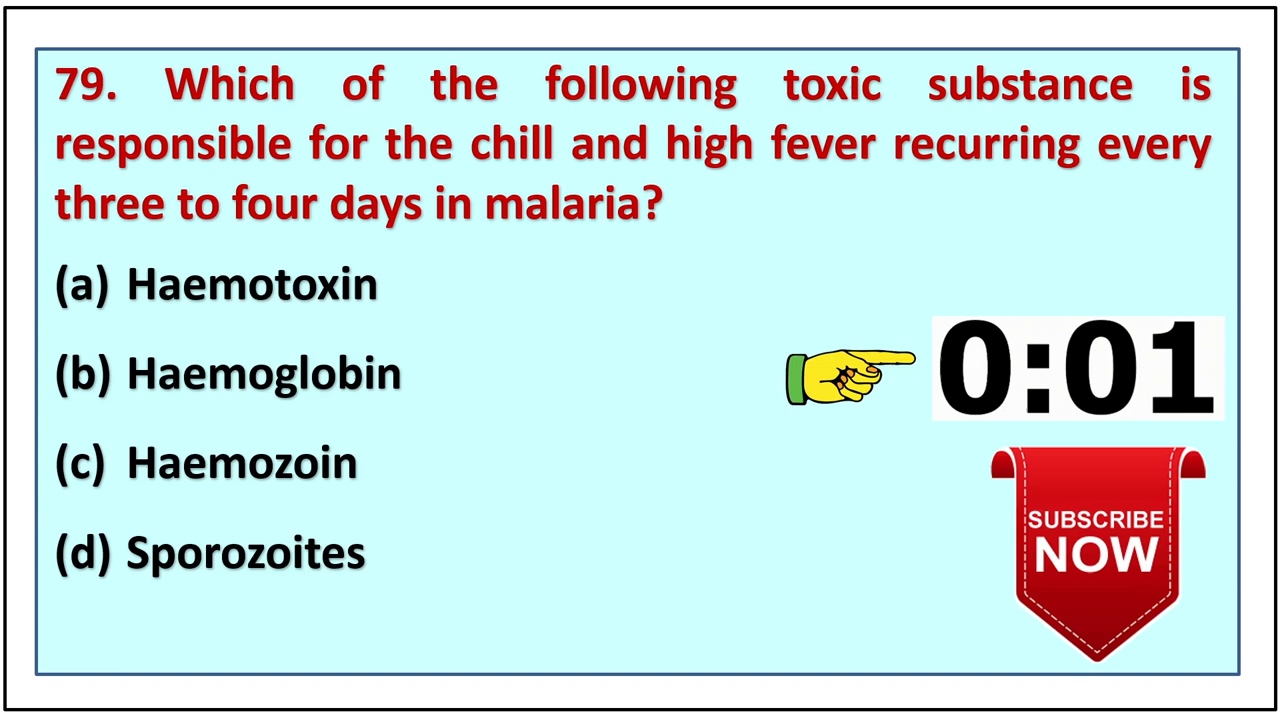 79. Which of the following toxic substance is
responsible for the chill and high fever recurring every
three to four days in malaria?
(a) Haemotoxin
(b) Haemoglobin
(c) Haemozoin
(d) Sporozoites
0:01
SUBSCRIBE
NOW